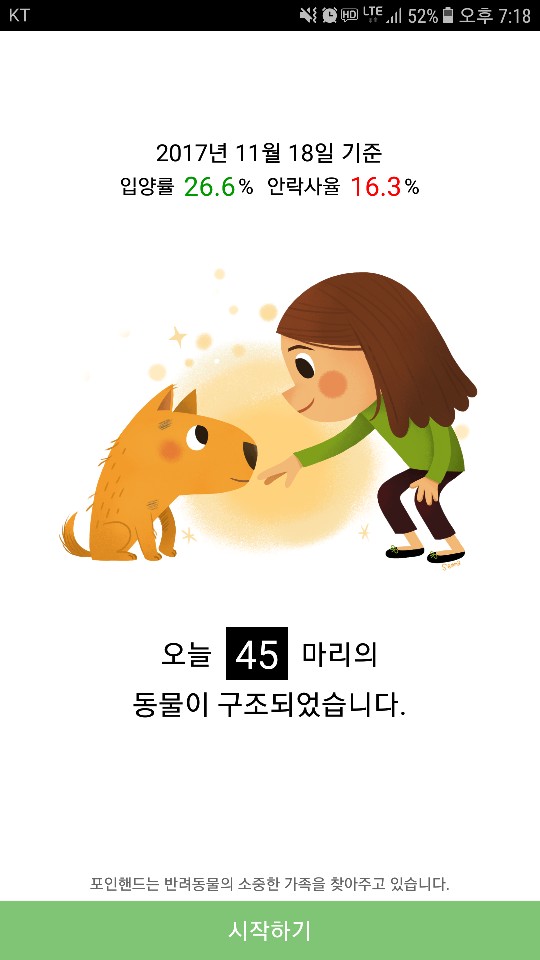 KT HD LTE 52% 오후 7:18
2017년 11월 18일 기준
입양률 26.6% 안락사율 16.3%
오늘 45 마리의
동물이 구조되었습니다.
포인핸드는 반려동물의 소중한 가족을 찾아주고 있습니다.
시작하기